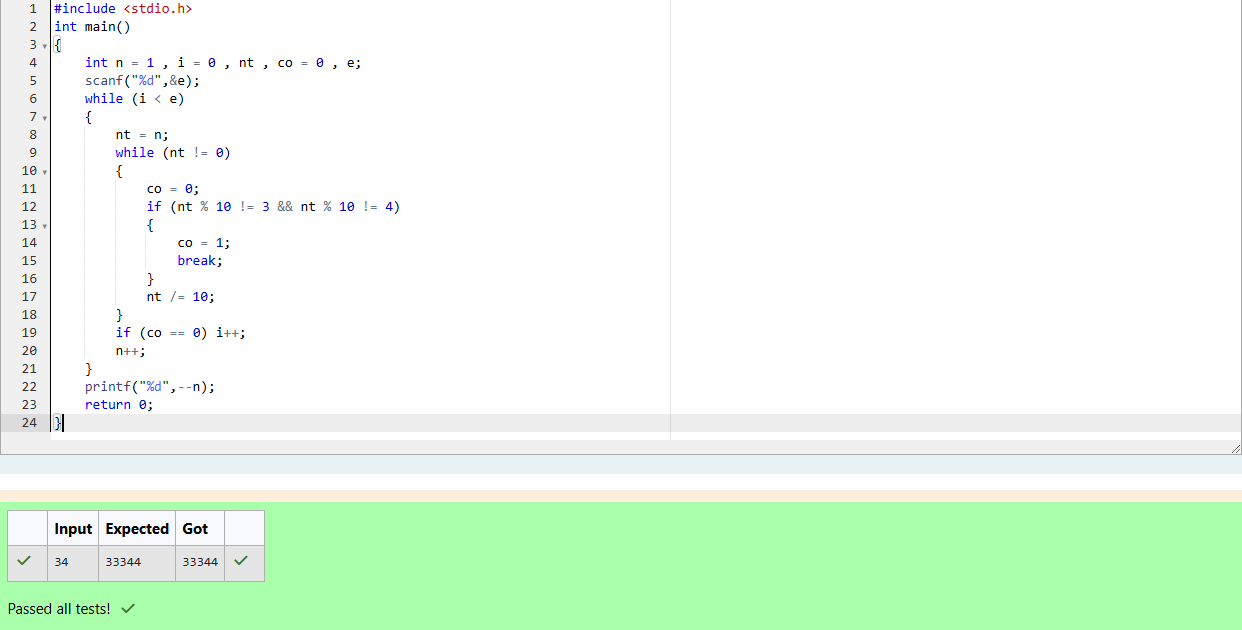 1 #include <stdio.h>
2 int main()
3 {
4     int n = 1 , i = 0 , nt , co = 0 , e;
5     scanf("%d",&e);
6     while (i < e)
7     {
8         nt = n;
9         while (nt != 0)
10         {
11             co = 0;
12             if (nt % 10 != 3 && nt % 10 != 4)
13             {
14                 co = 1;
15                 break;
16             }
17             nt /= 10;
18         }
19         if (co == 0) i++;
20         n++;
21     }
22     printf("%d",--n);
23     return 0;
24 }
Input Expected Got
34 33344 33344
Passed all tests!